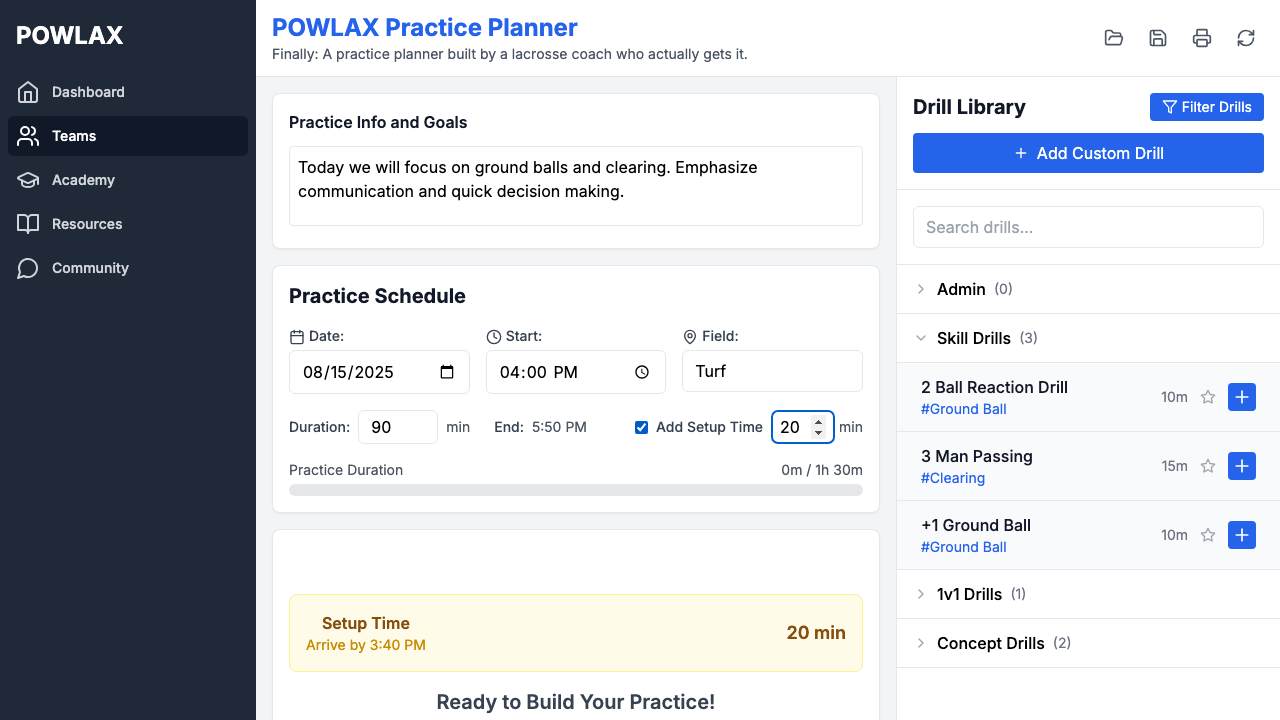 POWLAX
Dashboard
Teams
Academy
Resources
Community
POWLAX Practice Planner
Finally: A practice planner built by a lacrosse coach who actually gets it.
Practice Info and Goals
Today we will focus on ground balls and clearing. Emphasize
communication and quick decision making.
Practice Schedule
Date: Start: Field:
08/15/2025 04:00 PM Turf
Duration: 90 min End: 5:50 PM Add Setup Time 20 min
Practice Duration 0m / 1h 30m
Setup Time
Arrive by 3:40 PM
20 min
Ready to Build Your Practice!
Drill Library
Filter Drills
+ Add Custom Drill
Search drills...
Admin (0)
Skill Drills (3)
2 Ball Reaction Drill
#Ground Ball
10m
3 Man Passing
#Clearing
15m
+1 Ground Ball
#Ground Ball
10m
1v1 Drills (1)
Concept Drills (2)